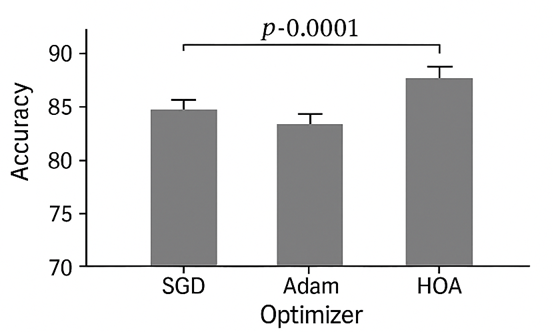 p-0.0001
90
85
80
75
70
Accuracy
SGD Adam HOA
Optimizer